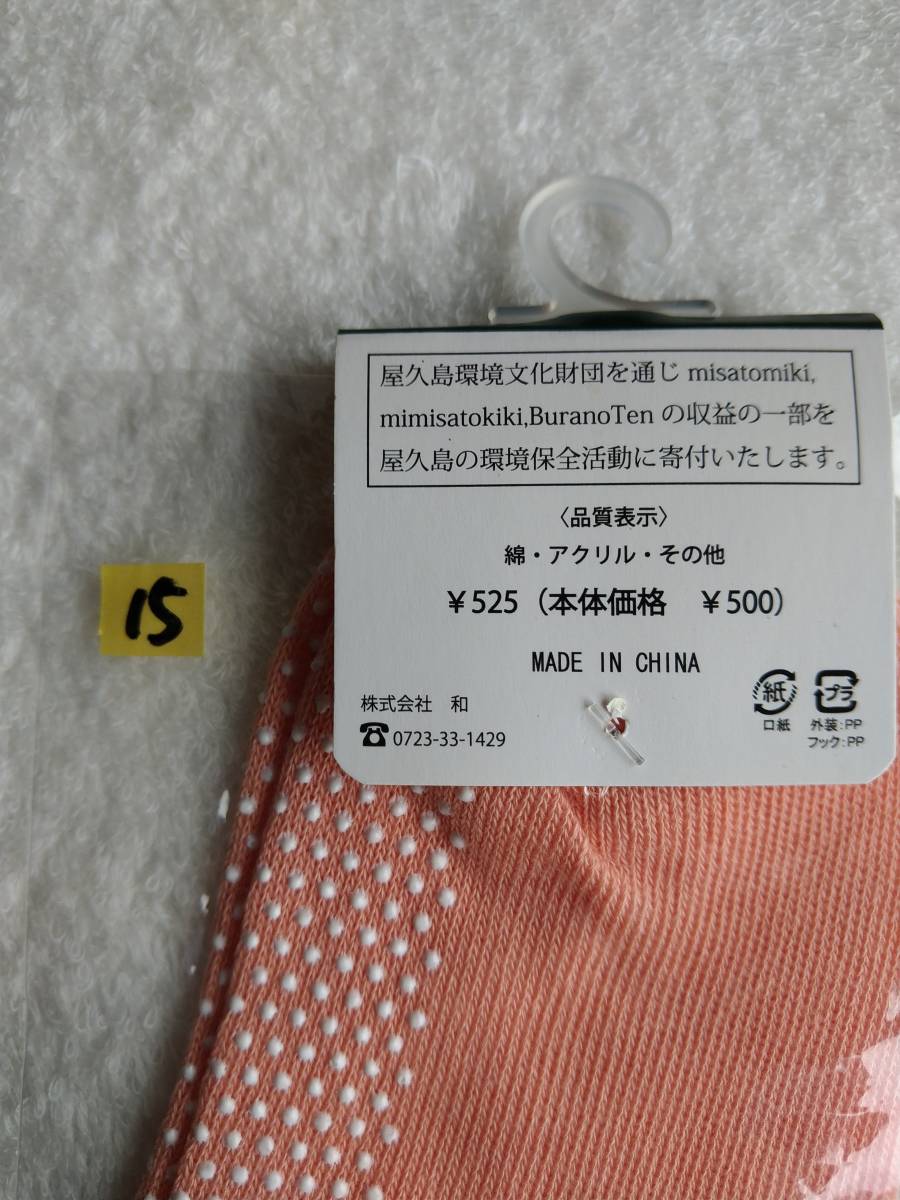 屋久島環境文化財団を通じ misatomiki,
mimisatokiki,BuranoTen の収益の一部を
屋久島の環境保全活動に寄付いたします。
〈品質表示〉
綿・アクリル・その他
¥525（本体価格　¥500）
MADE IN CHINA
株式会社　和
☎ 0723-33-1429
紙
口紙
プラ
外装:PP
フック:PP
15